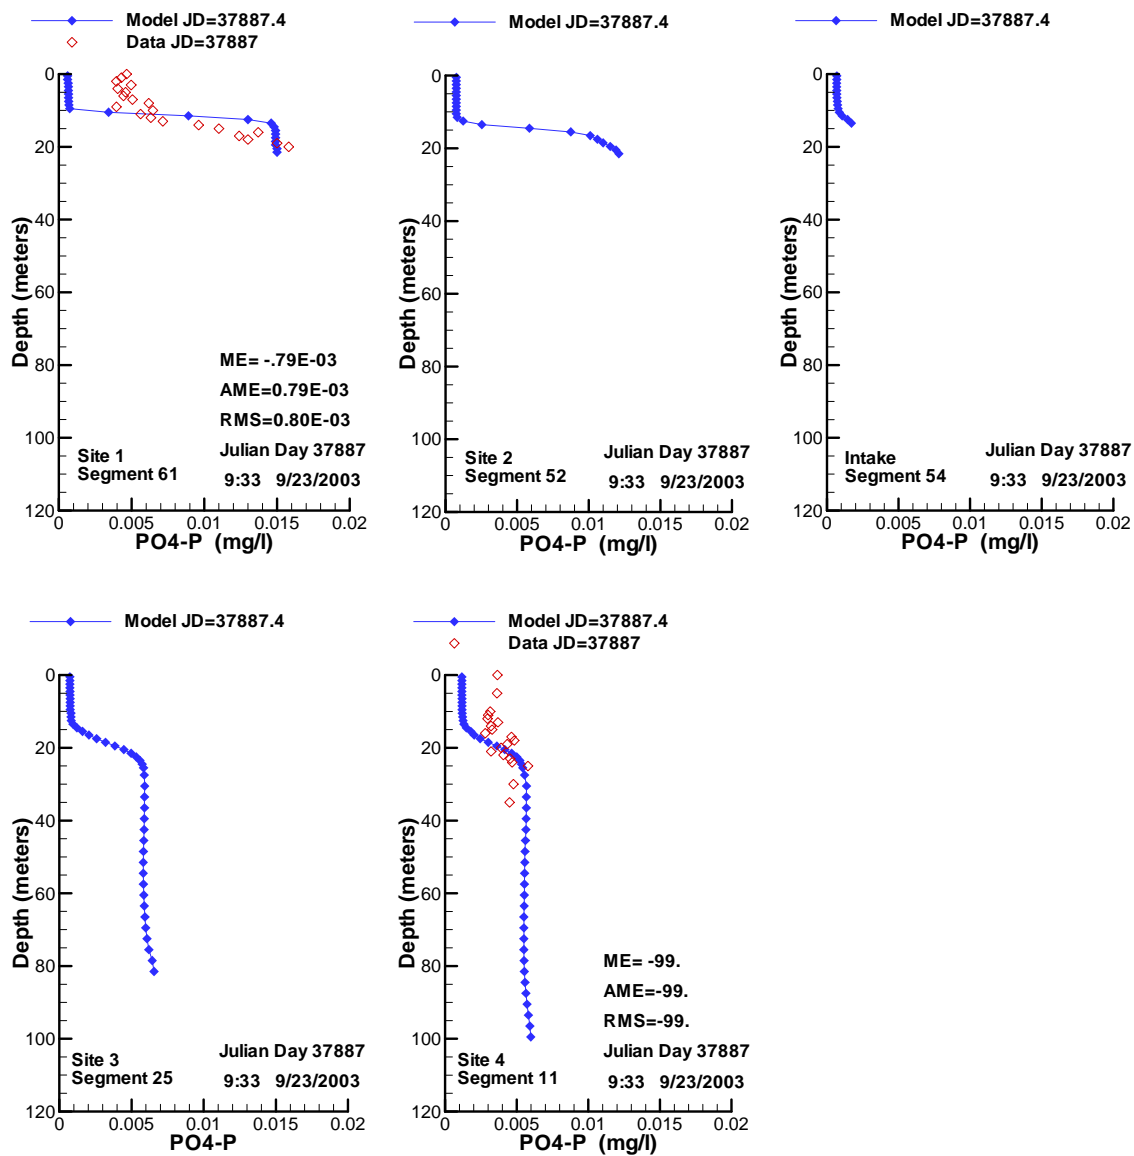 Model JD=37887.4
Data JD=37887
0
20
40
60
80
100
120
Depth (meters)
ME= -.79E-03
AME=0.79E-03
RMS=0.80E-03
Julian Day 37887
9:33 9/23/2003
Site 1
Segment 61
0 0.005 0.01 0.015 0.02
PO4-P (mg/l)
Model JD=37887.4
0
20
40
60
80
100
120
Depth (meters)
Julian Day 37887
9:33 9/23/2003
Site 2
Segment 52
0 0.005 0.01 0.015 0.02
PO4-P (mg/l)
Model JD=37887.4
0
20
40
60
80
100
120
Depth (meters)
Julian Day 37887
9:33 9/23/2003
Intake
Segment 54
0 0.005 0.01 0.015 0.02
PO4-P (mg/l)
Model JD=37887.4
0
20
40
60
80
100
120
Depth (meters)
Julian Day 37887
9:33 9/23/2003
Site 3
Segment 25
0 0.005 0.01 0.015 0.02
PO4-P
Model JD=37887.4
Data JD=37887
0
20
40
60
80
100
120
Depth (meters)
ME= -99.
AME=-99.
RMS=-99.
Julian Day 37887
9:33 9/23/2003
Site 4
Segment 11
0 0.005 0.01 0.015 0.02
PO4-P (mg/l)